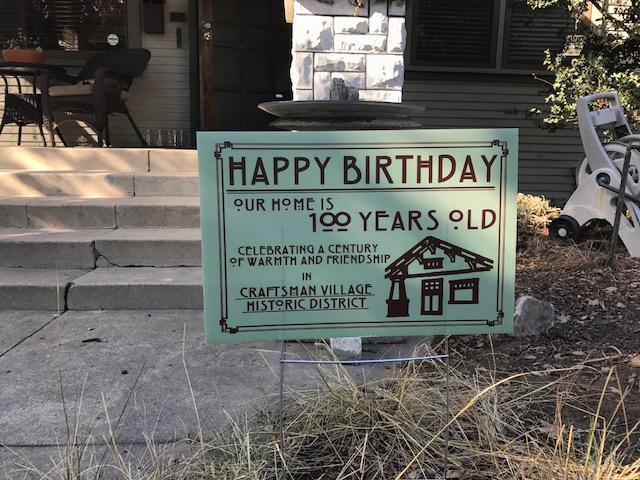 HAPPY BIRTHDAY
OUR HOME IS
100 YEARS OLD
CELEBRATING A CENTURY
OF WARMTH AND FRIENDSHIP
IN
CRAFTSMAN VILLAGE
HISTORIC DISTRICT